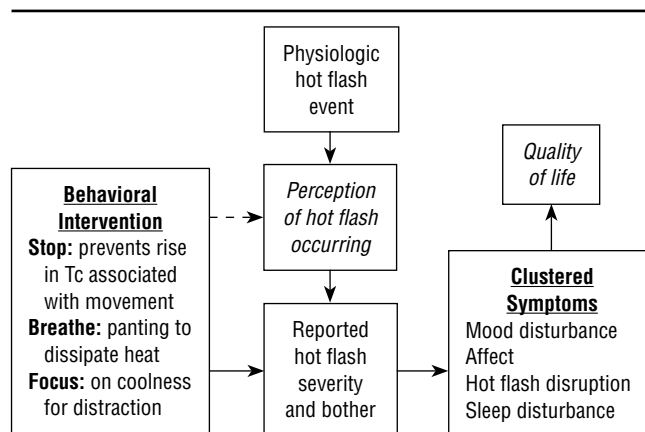 Physiologic
hot flash
event
Quality
of life
Perception
of hot flash
occurring
Behavioral
Intervention
Stop: prevents rise
in Tc associated
with movement
Breathe: panting to
dissipate heat
Focus: on coolness
for distraction
Reported
hot flash
severity
and bother
Clustered
Symptoms
Mood disturbance
Affect
Hot flash disruption
Sleep disturbance